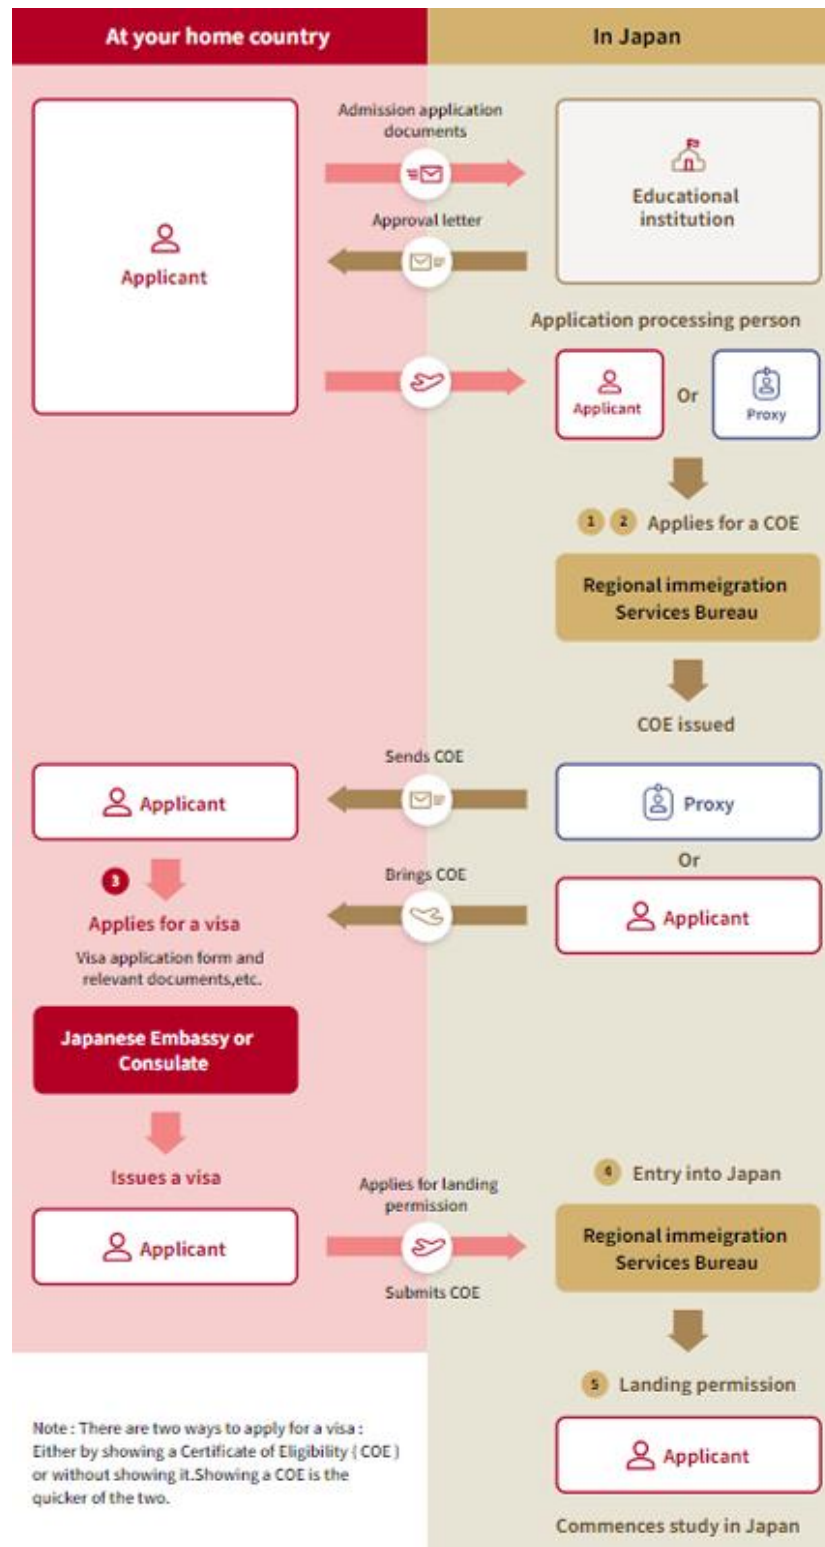 At your home country
In Japan
Admission application
documents
Educational
institution
Approval letter
Applicant
Application processing person
Applicant
Or
Proxy
1 2 Applies for a COE
Regional immeigration
Services Bureau
COE issued
Sends COE
Applicant
Proxy
Or
3
Brings COE
Applies for a visa
Applicant
Visa application form and
relevant documents,etc.
Japanese Embassy or
Consulate
Issues a visa
Applies for landing
permission
4 Entry into Japan
Applicant
Regional immeigration
Services Bureau
Submits COE
5 Landing permission
Note : There are two ways to apply for a visa :
Either by showing a Certificate of Eligibility ( COE )
or without showing it.Showing a COE is the
quicker of the two.
Applicant
Commences study in Japan